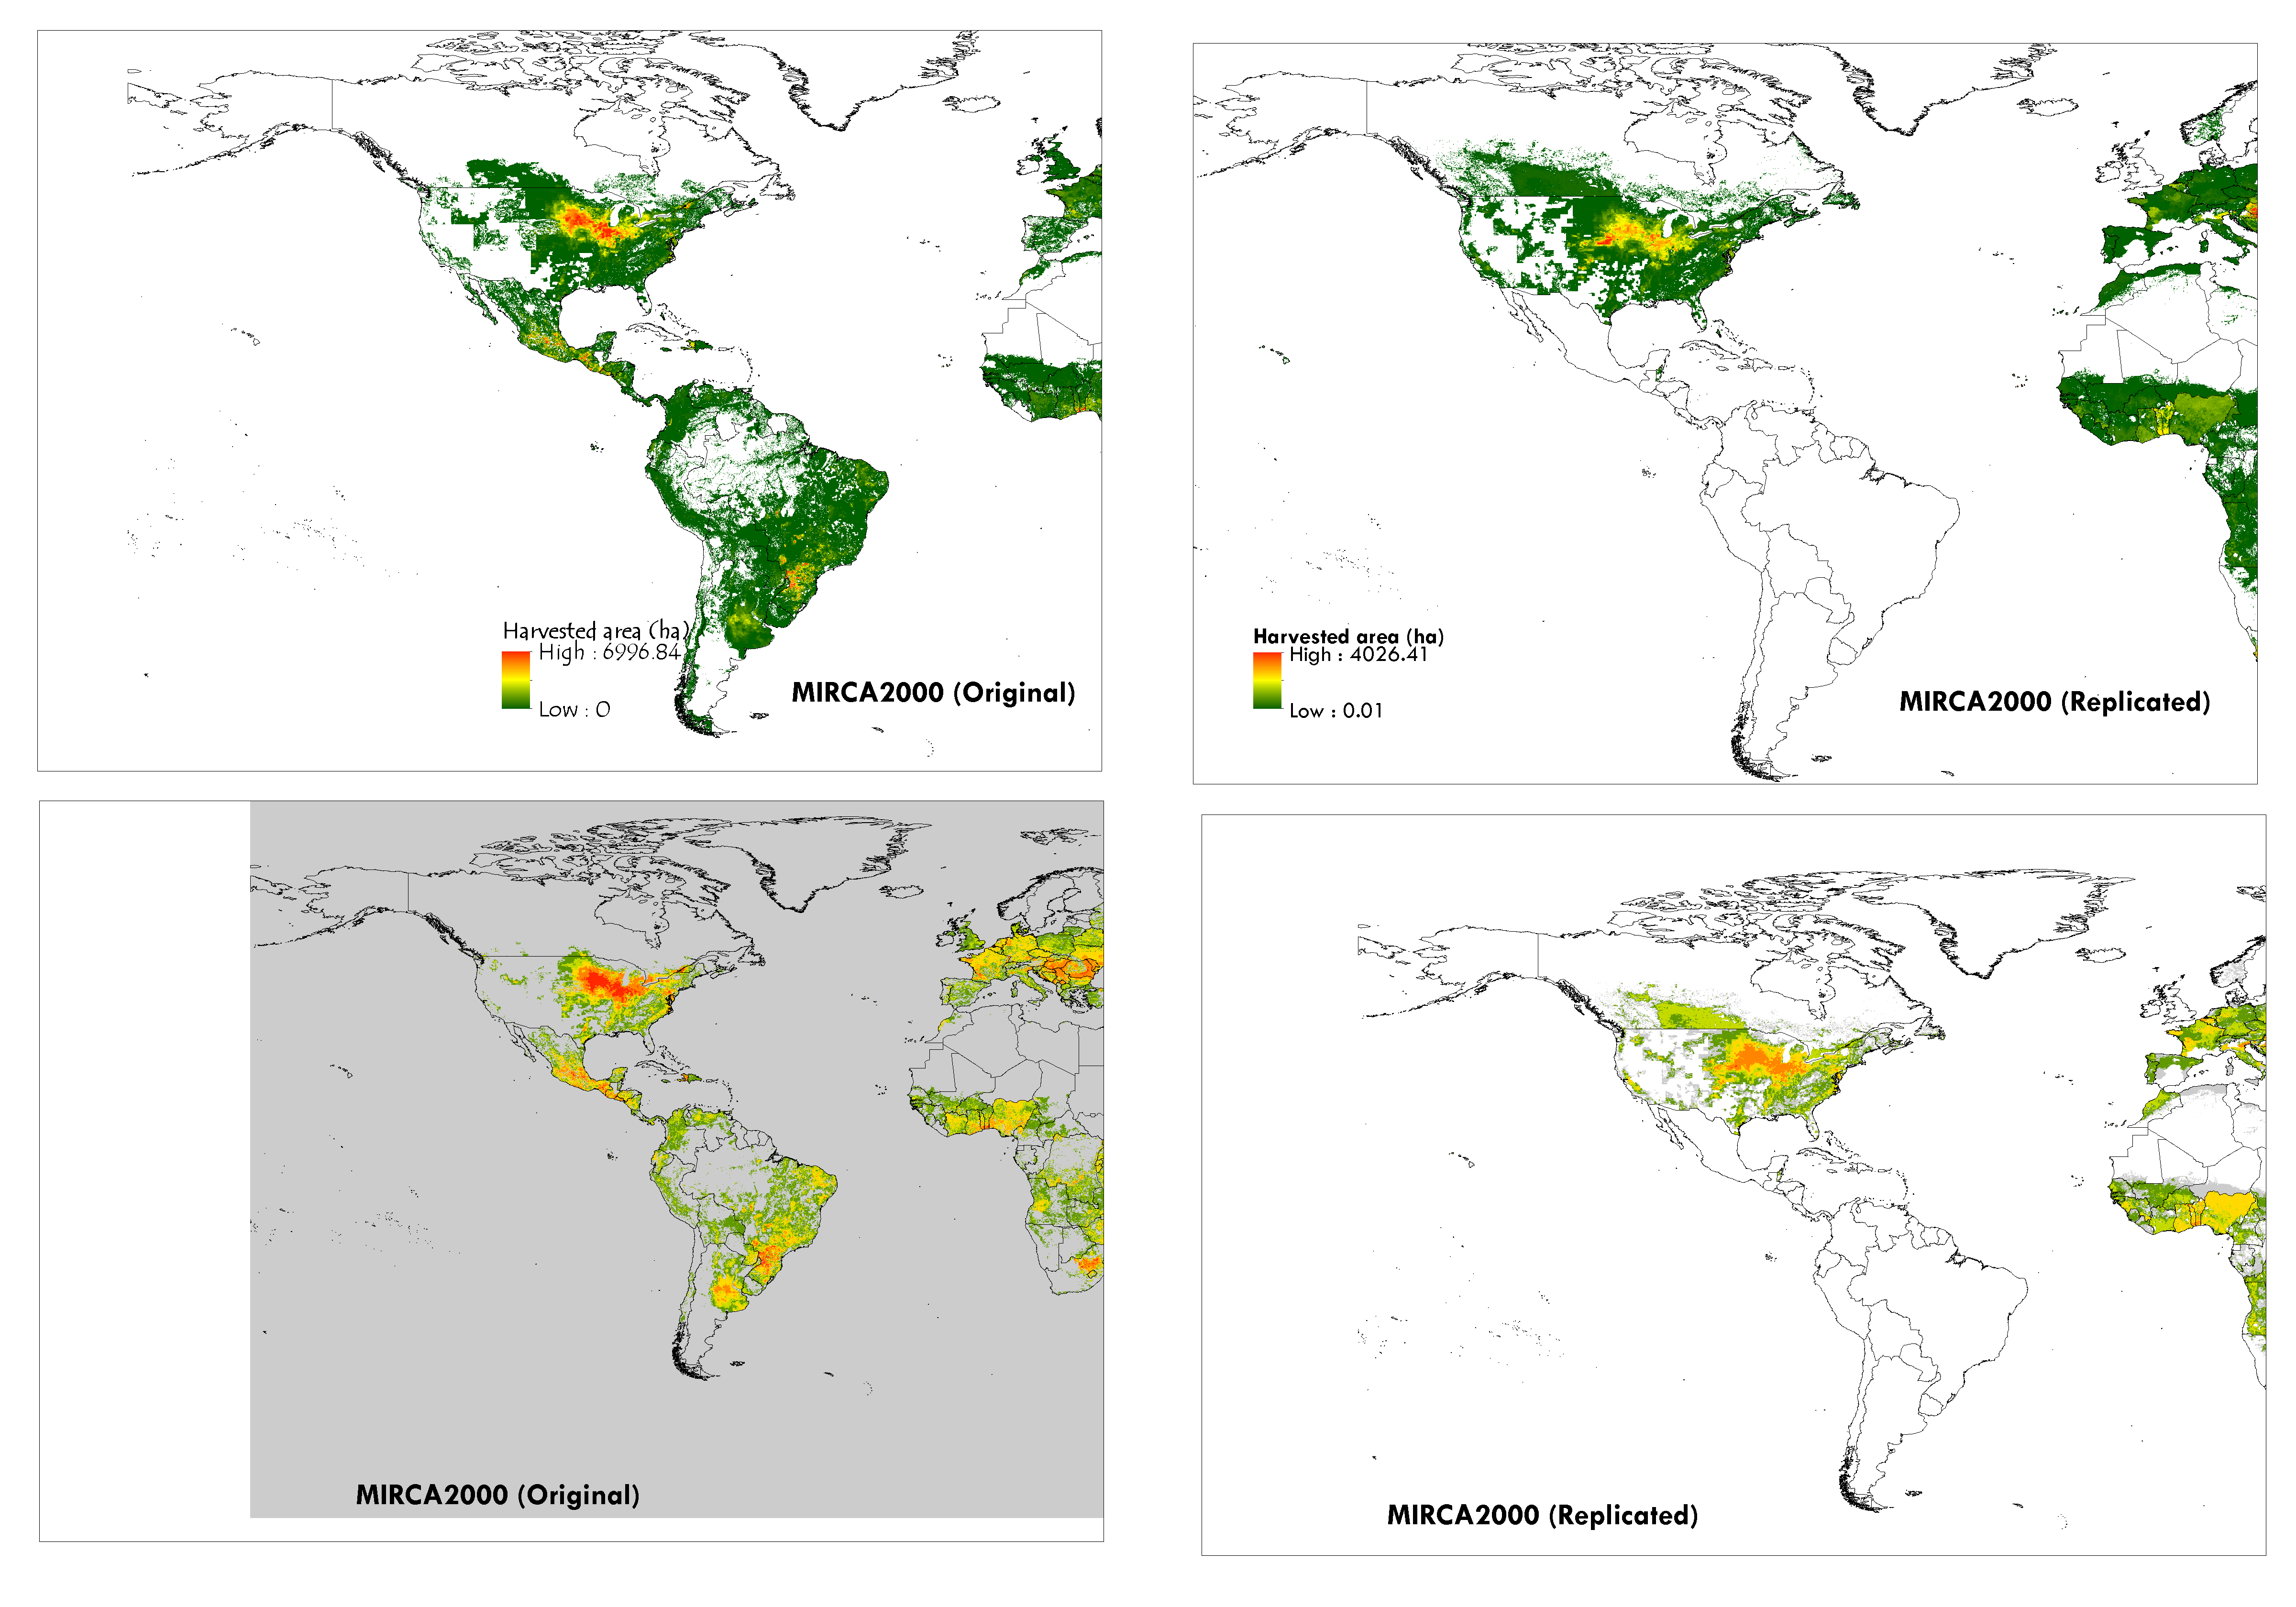 Harvested area (ha)
High : 6996.84
Low : 0
MIRCA2000 (Original)
Harvested area (ha)
High : 4026.41
Low : 0.01
MIRCA2000 (Replicated)
MIRCA2000 (Original)
MIRCA2000 (Replicated)